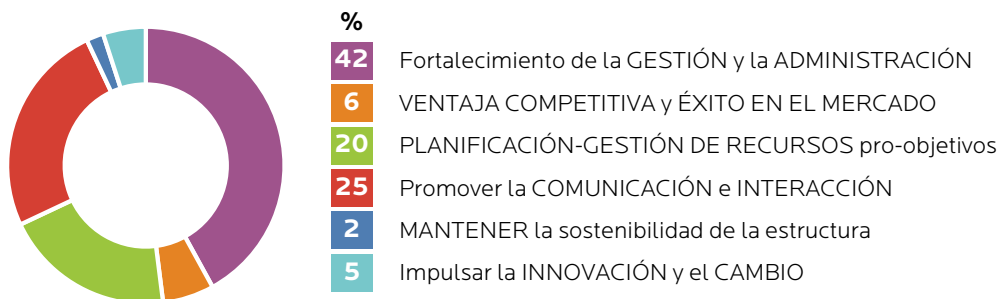 %
42 Fortalecimiento de la GESTIÓN y la ADMINISTRACIÓN
6 VENTAJA COMPETITIVA y ÉXITO EN EL MERCADO
20 PLANIFICACIÓN-GESTIÓN DE RECURSOS pro-objetivos
25 Promover la COMUNICACIÓN e INTERACCIÓN
2 MANTENER la sostenibilidad de la estructura
5 Impulsar la INNOVACIÓN y el CAMBIO